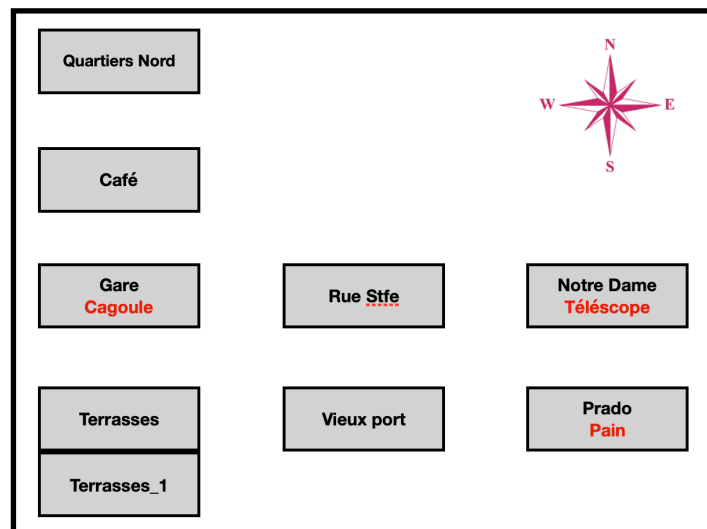 Quartiers Nord
N
W
E
S
Café
Gare
Cagoule
Rue Stfe
Notre Dame
Téléscope
Terrasses
Vieux port
Prado
Pain
Terrasses_1